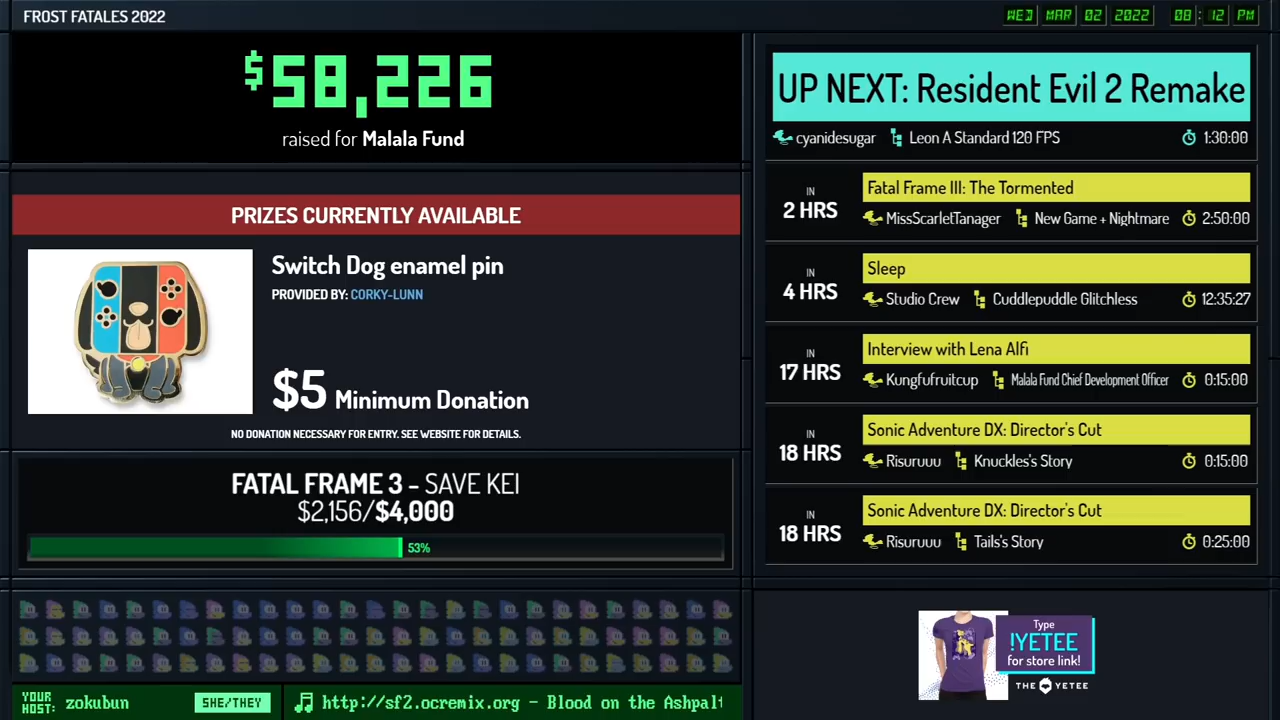 FROST FATALES 2022
WED MAR 02 2022 08:12 PM
$58,226
raised for Malala Fund
PRIZES CURRENTLY AVAILABLE
Switch Dog enamel pin
PROVIDED BY: CORKY-LUNN
$5 Minimum Donation
NO DONATION NECESSARY FOR ENTRY. SEE WEBSITE FOR DETAILS.
FATAL FRAME 3 - SAVE KEI
$2,156/$4,000
53%
YOUR HOST: zokubun SHE/THEY
http://sf2.ocremix.org - Blood on the Ashpalt
UP NEXT: Resident Evil 2 Remake
cyanidesugar Leon A Standard 120 FPS 1:30:00
IN 2 HRS
Fatal Frame III: The Tormented
MissScarletTanager New Game + Nightmare 2:50:00
IN 4 HRS
Sleep
Studio Crew Cuddlepuddle Glitchless 12:35:27
IN 17 HRS
Interview with Lena Alfi
Kungfufruitcup Malala Fund Chief Development Officer 0:15:00
IN 18 HRS
Sonic Adventure DX: Director's Cut
Risuruuu Knuckles's Story 0:15:00
IN 18 HRS
Sonic Adventure DX: Director's Cut
Risuruuu Tails's Story 0:25:00
Type
!YETEE
for store link!
THE YETEE